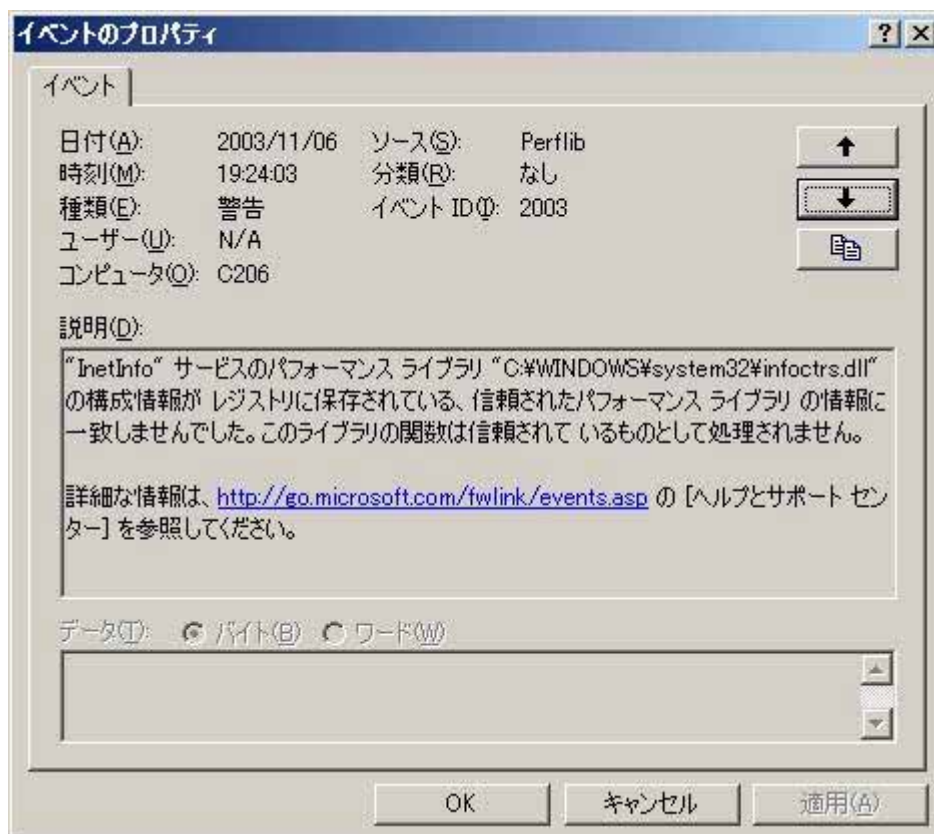 イベントのプロパティ
イベント
日付(A): 2003/11/06 ソース(S): Perflib
時刻(M): 19:24:03 分類(R): なし
種類(E): 警告 イベント ID(I): 2003
ユーザー(U): N/A
コンピュータ(O): C206
説明(D):
"InetInfo" サービスのパフォーマンス ライブラリ "C:¥WINDOWS¥system32¥infoctrs.dll"
の構成情報が レジストリに保存されている、信頼されたパフォーマンス ライブラリ の情報に
一致しませんでした。このライブラリの関数は信頼されて いるものとして処理されません。
詳細な情報は、http://go.microsoft.com/fwlink/events.asp の [ヘルプとサポート セン
ター] を参照してください。
データ(T): バイト(B) ワード(W)
OK キャンセル 適用(A)